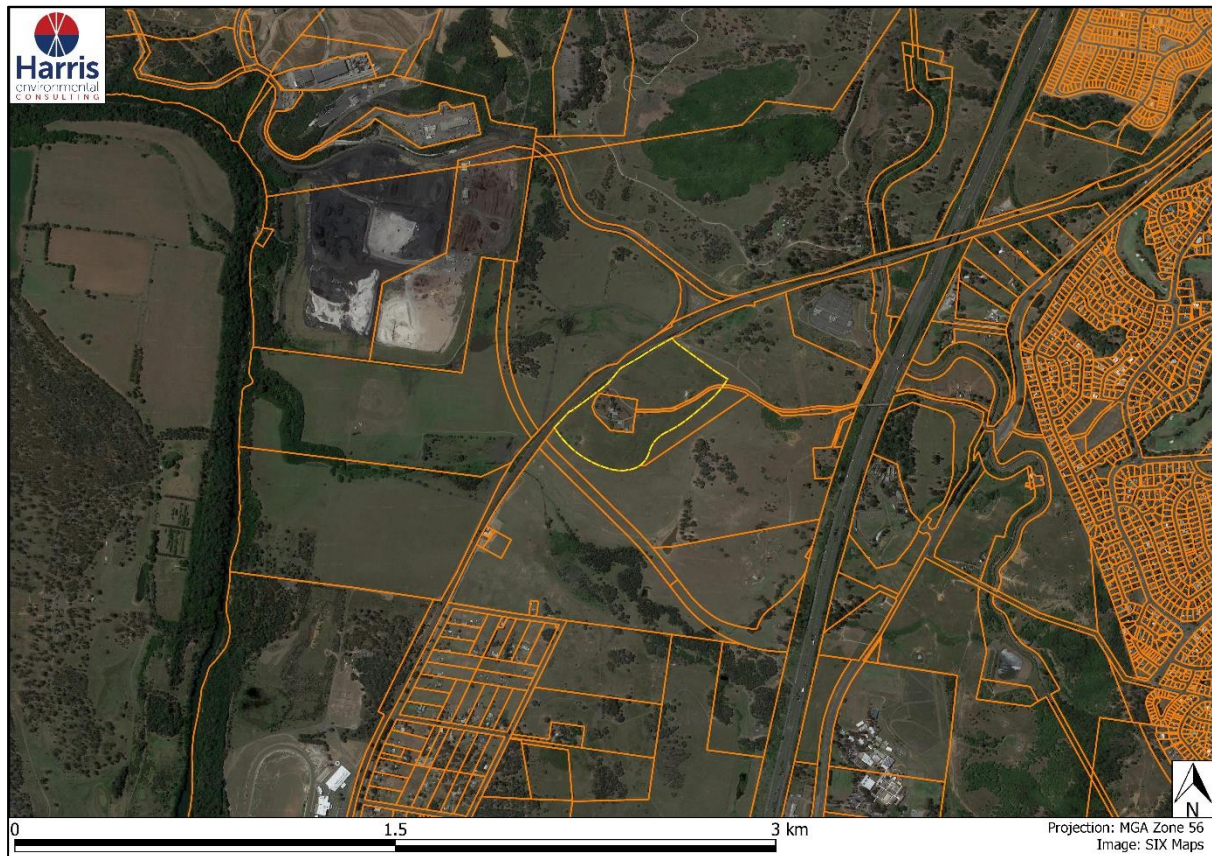 Harris
environmental
CONSULTING
N
0
1.5
3 km
Projection: MGA Zone 56
Image: SIX Maps